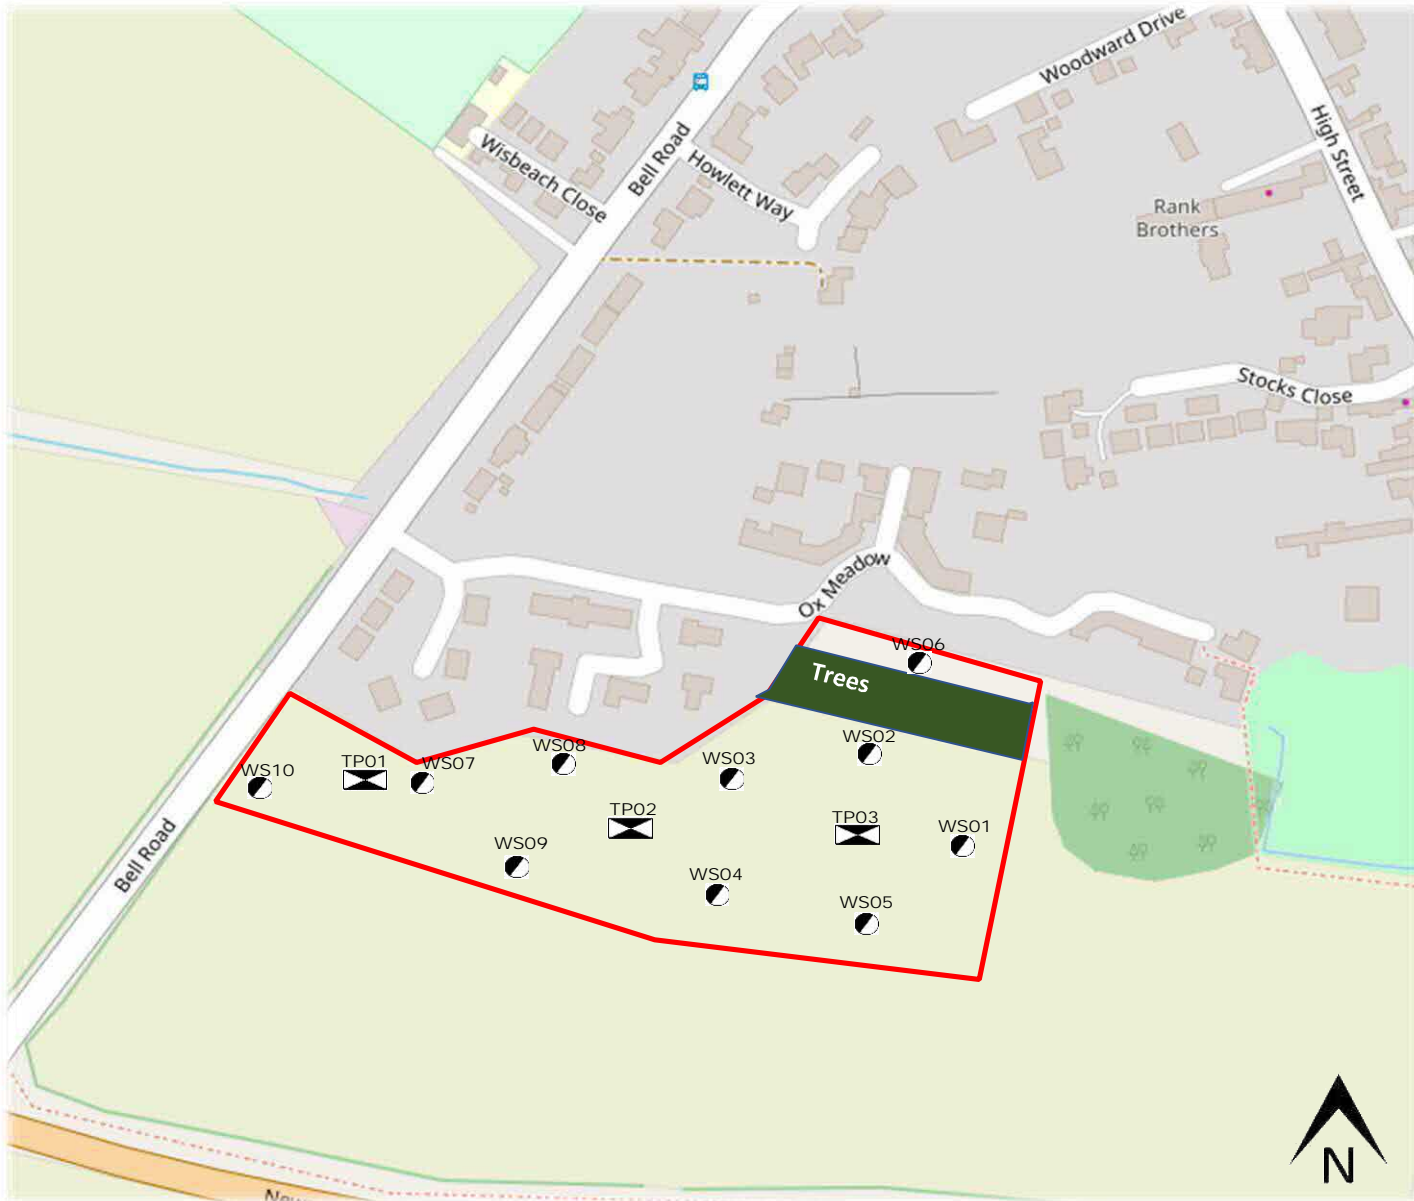 Woodward Drive
High Street
Bell Road
Wisbeach Close
Howlett Way
Rank
Brothers
Stocks Close
Ox Meadow
WS06
Trees
WS02
WS08
WS03
TP01
WS07
WS10
TP02
TP03
WS01
WS09
WS04
WS05
Bell Road
N